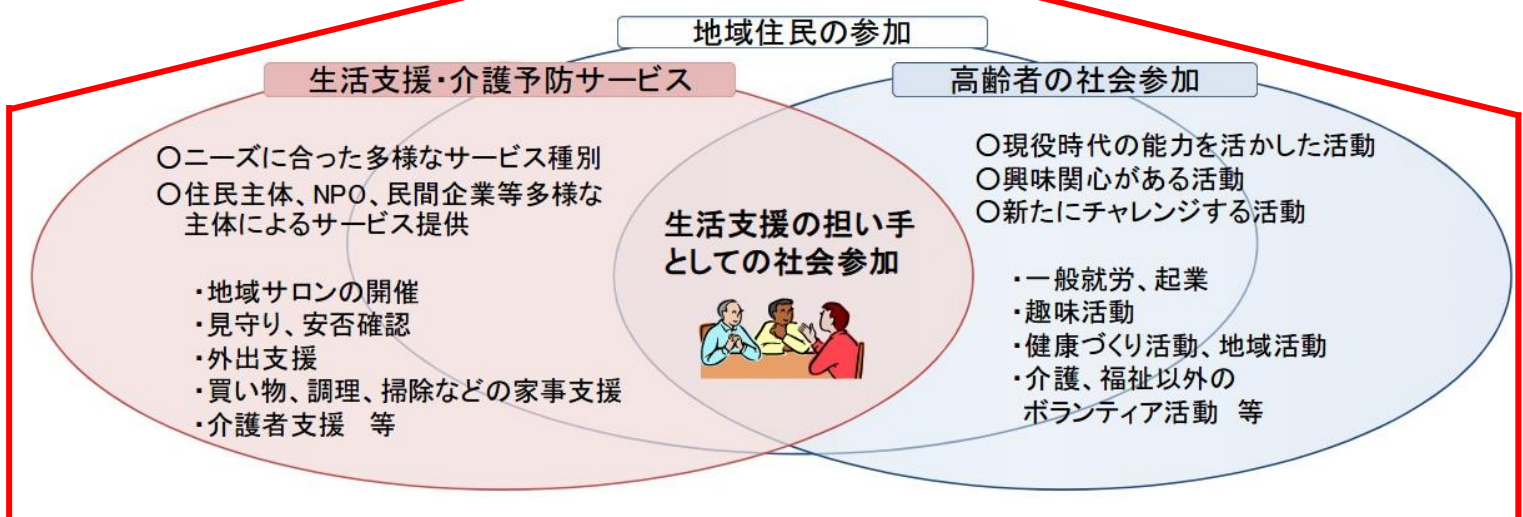 地域住民の参加
生活支援・介護予防サービス
○ニーズに合った多様なサービス種別
○住民主体、NPO、民間企業等多様な
主体によるサービス提供
・地域サロンの開催
・見守り、安否確認
・外出支援
・買い物、調理、掃除などの家事支援
・介護者支援　等
生活支援の担い手
としての社会参加
高齢者の社会参加
○現役時代の能力を活かした活動
○興味関心がある活動
○新たにチャレンジする活動
・一般就労、起業
・趣味活動
・健康づくり活動、地域活動
・介護、福祉以外の
ボランティア活動　等